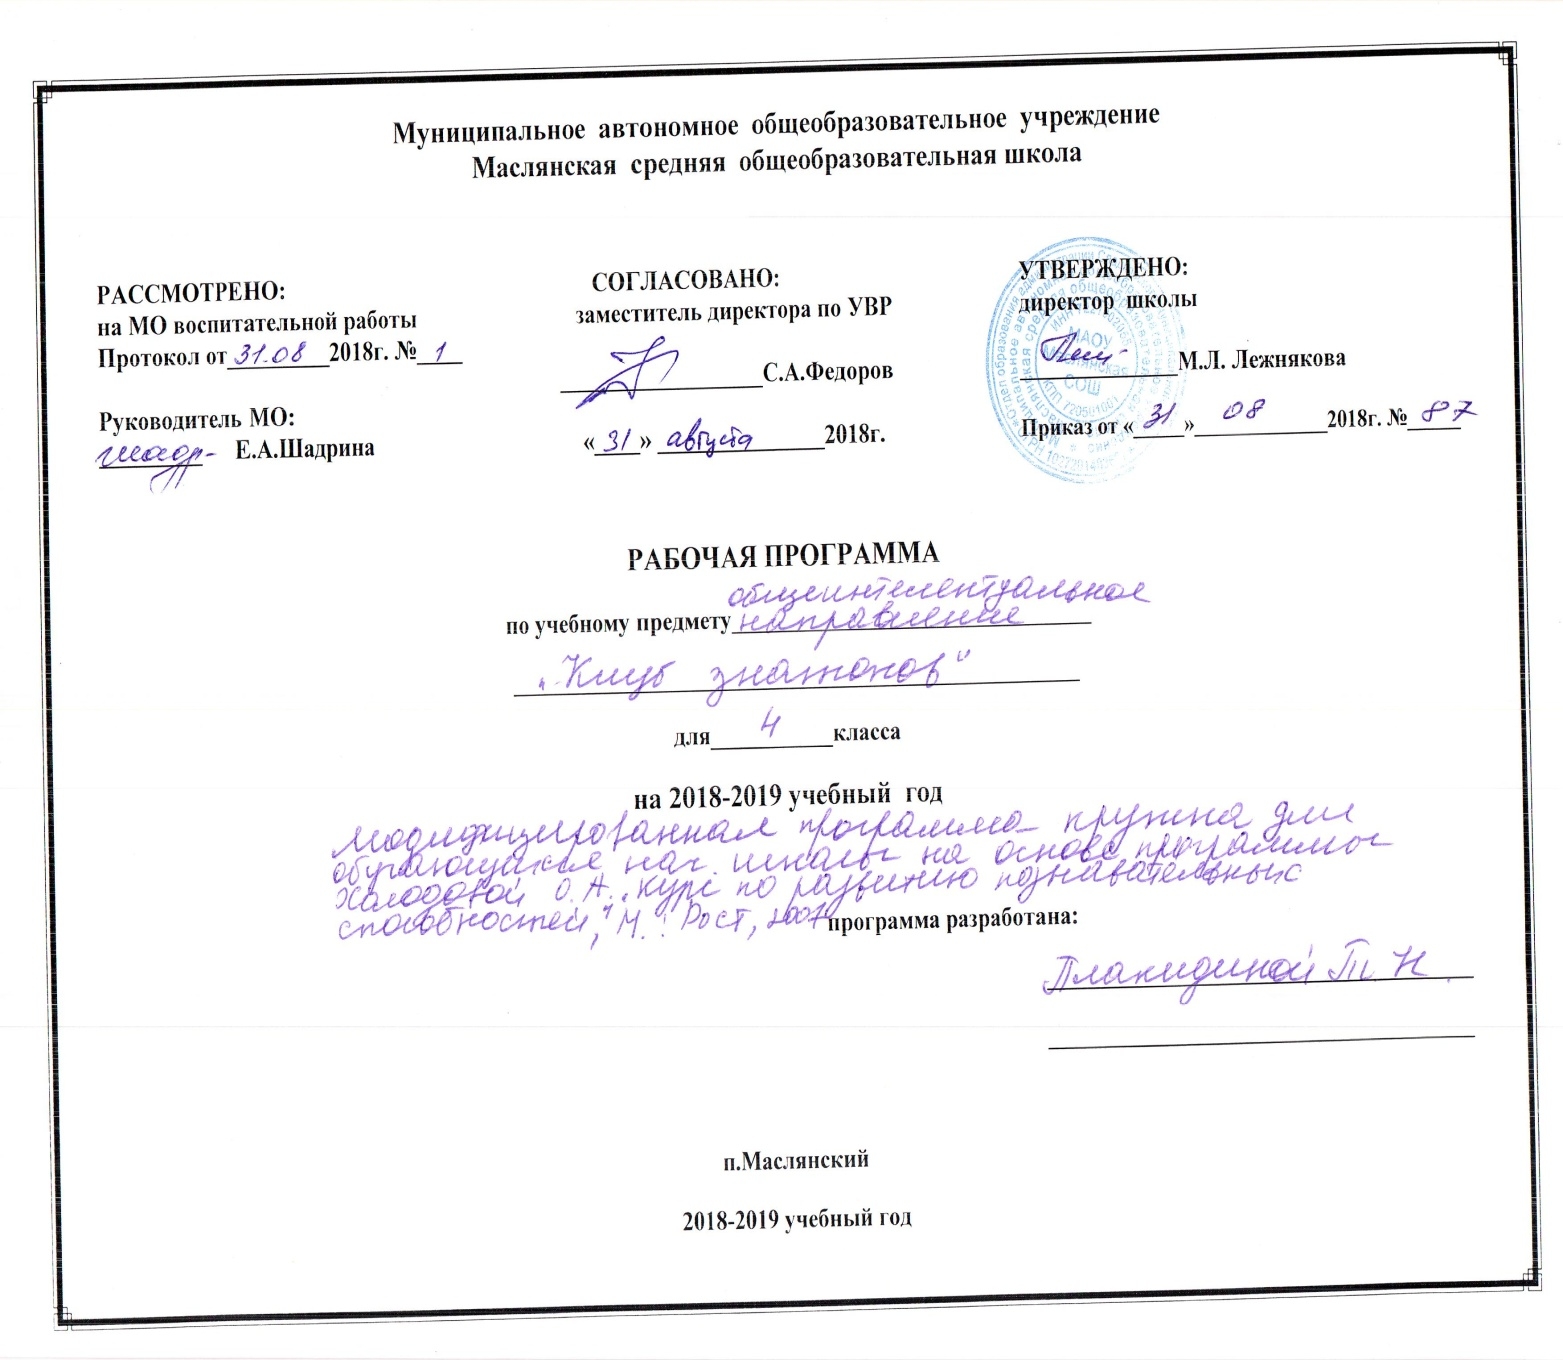 Муниципальное автономное общеобразовательное учреждение
Маслянская средняя общеобразовательная школа
РАССМОТРЕНО:
на МО воспитательной работы
Протокол от 31.08 2018г. № 1
Руководитель МО:
Е.А.Шадрина
СОГЛАСОВАНО:
заместитель директора по УВР
С.А.Федоров
«31» августа 2018г.
УТВЕРЖДЕНО:
директор школы
М.Л. Лежнякова
Приказ от «31» 08 2018г. № 87
МАОУ
Маслянская
СОШ
РАБОЧАЯ ПРОГРАММА
общеинтелектуальное
по учебному предмету направление
"Клуб знатоков"
для 4 класса
на 2018-2019 учебный год
Модифицированная программа кружка для
обучающихся нач. школы на основе программы
Холодовой О.А. "Курс по развитию познавательных
способностей", М.: Рост, 2007
программа разработана:
Плакидиной Т.Н.
п.Маслянский
2018-2019 учебный год